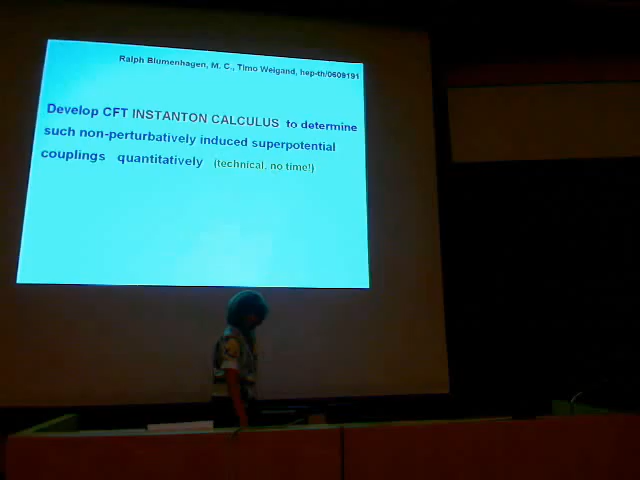 Ralph Blumenhagen, M. C., Timo Weigand, hep-th/0609191
Develop CFT INSTANTON CALCULUS to determine
such non-perturbatively induced superpotential
couplings quantitatively (technical, no time!)